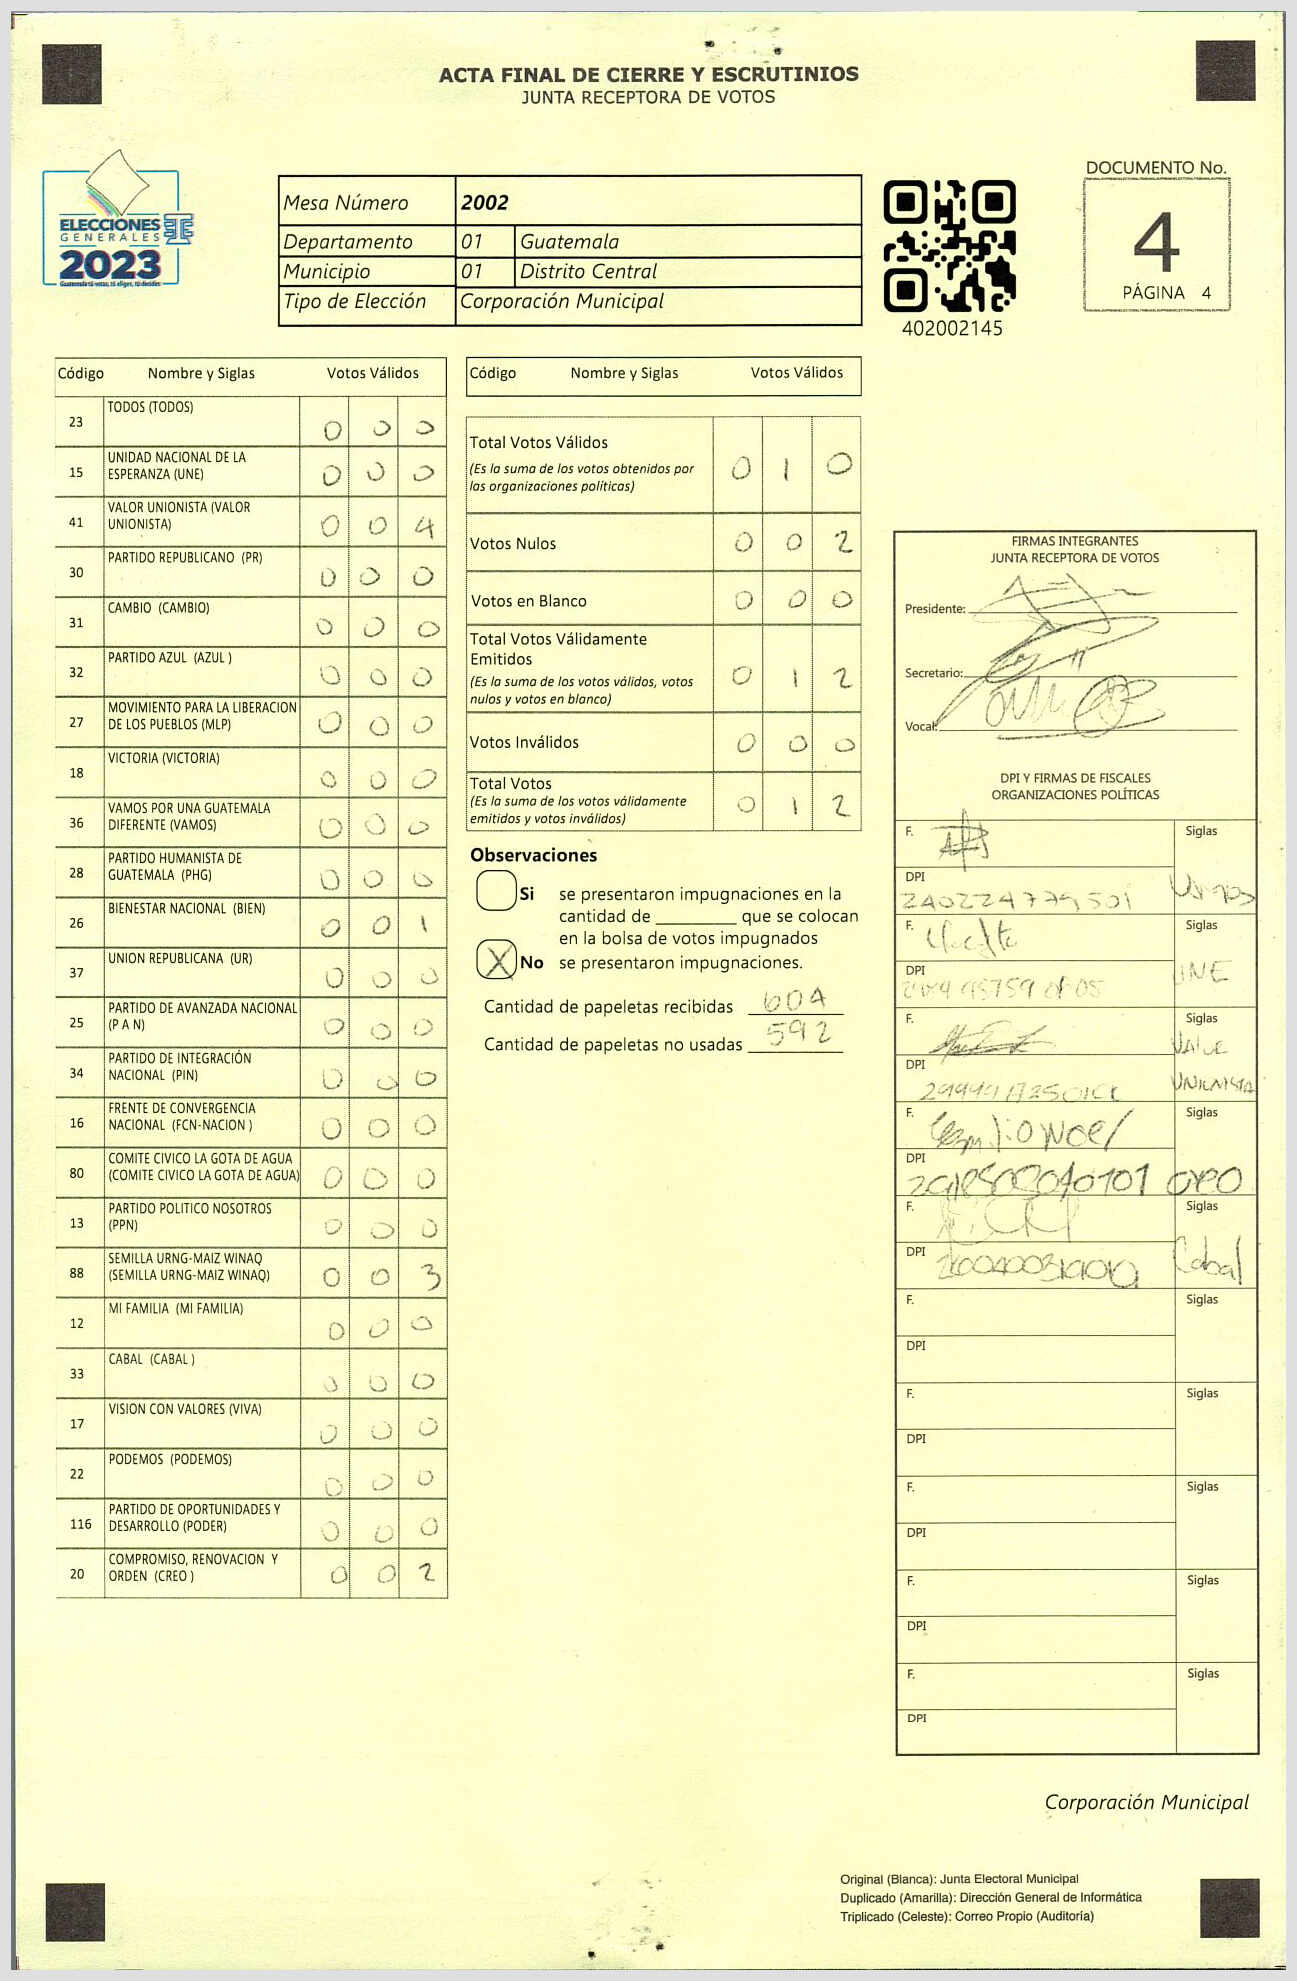 ACTA FINAL DE CIERRE Y ESCRUTINIOS
JUNTA RECEPTORA DE VOTOS
ELECCIONES
GENERALES
2023
Guatemala tú votas, tú eliges, tú decides
Mesa Número 2002
Departamento 01 Guatemala
Municipio 01 Distrito Central
Tipo de Elección Corporación Municipal
402002145
DOCUMENTO No.
4
PÁGINA 4
Código Nombre y Siglas Votos Válidos
23 TODOS (TODOS) 0 0 0
15 UNIDAD NACIONAL DE LA
ESPERANZA (UNE) 0 0 0
41 VALOR UNIONISTA (VALOR
UNIONISTA) 0 0 4
30 PARTIDO REPUBLICANO (PR) 0 0 0
31 CAMBIO (CAMBIO) 0 0 0
32 PARTIDO AZUL (AZUL ) 0 0 0
27 MOVIMIENTO PARA LA LIBERACION
DE LOS PUEBLOS (MLP) 0 0 0
18 VICTORIA (VICTORIA) 0 0 0
36 VAMOS POR UNA GUATEMALA
DIFERENTE (VAMOS) 0 0 0
28 PARTIDO HUMANISTA DE
GUATEMALA (PHG) 0 0 0
26 BIENESTAR NACIONAL (BIEN) 0 0 1
37 UNION REPUBLICANA (UR) 0 0 0
25 PARTIDO DE AVANZADA NACIONAL
(P A N) 0 0 0
34 PARTIDO DE INTEGRACIÓN
NACIONAL (PIN) 0 0 0
16 FRENTE DE CONVERGENCIA
NACIONAL (FCN-NACION ) 0 0 0
80 COMITE CIVICO LA GOTA DE AGUA
(COMITE CIVICO LA GOTA DE AGUA) 0 0 0
13 PARTIDO POLITICO NOSOTROS
(PPN) 0 0 0
88 SEMILLA URNG-MAIZ WINAQ
(SEMILLA URNG-MAIZ WINAQ) 0 0 3
12 MI FAMILIA (MI FAMILIA) 0 0 0
33 CABAL (CABAL ) 0 0 0
17 VISION CON VALORES (VIVA) 0 0 0
22 PODEMOS (PODEMOS) 0 0 0
116 PARTIDO DE OPORTUNIDADES Y
DESARROLLO (PODER) 0 0 0
20 COMPROMISO, RENOVACION Y
ORDEN (CREO ) 0 0 2
Código Nombre y Siglas Votos Válidos
Total Votos Válidos
(Es la suma de los votos obtenidos por
las organizaciones políticas) 0 1 0
Votos Nulos 0 0 2
Votos en Blanco 0 0 0
Total Votos Válidamente
Emitidos
(Es la suma de los votos válidos, votos
nulos y votos en blanco) 0 1 2
Votos Inválidos 0 0 0
Total Votos
(Es la suma de los votos válidamente
emitidos y votos inválidos) 0 1 2
Observaciones
Si se presentaron impugnaciones en la
cantidad de que se colocan
en la bolsa de votos impugnados
X No se presentaron impugnaciones.
Cantidad de papeletas recibidas 604
Cantidad de papeletas no usadas 592
FIRMAS INTEGRANTES
JUNTA RECEPTORA DE VOTOS
Presidente:
Secretario:
Vocal:
DPI Y FIRMAS DE FISCALES
ORGANIZACIONES POLÍTICAS
F. Siglas
DPI
F. Siglas
DPI UNE
F. Siglas
Valor
DPI Unionista
F. Siglas
DPI
F. Siglas
DPI Cabal
F. Siglas
DPI
F. Siglas
DPI
F. Siglas
DPI
F. Siglas
DPI
F. Siglas
DPI
Corporación Municipal
Original (Blanca): Junta Electoral Municipal
Duplicado (Amarilla): Dirección General de Informática
Triplicado (Celeste): Correo Propio (Auditoría)